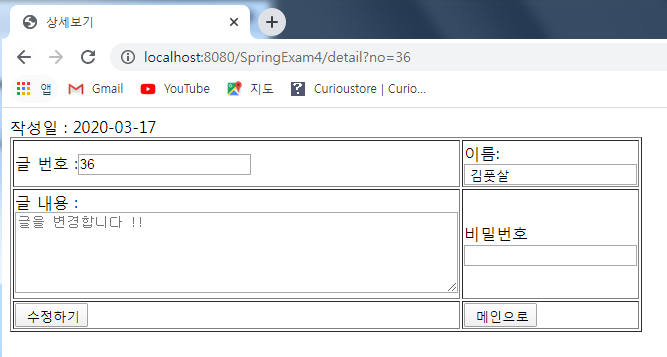 상세보기
localhost:8080/SpringExam4/detail?no=36
앱 Gmail YouTube 지도 Curioustore | Curio...
작성일 : 2020-03-17
글 번호 :36
이름:
김풋살
글 내용 :
글을 변경합니다 !!
비밀번호
수정하기
메인으로